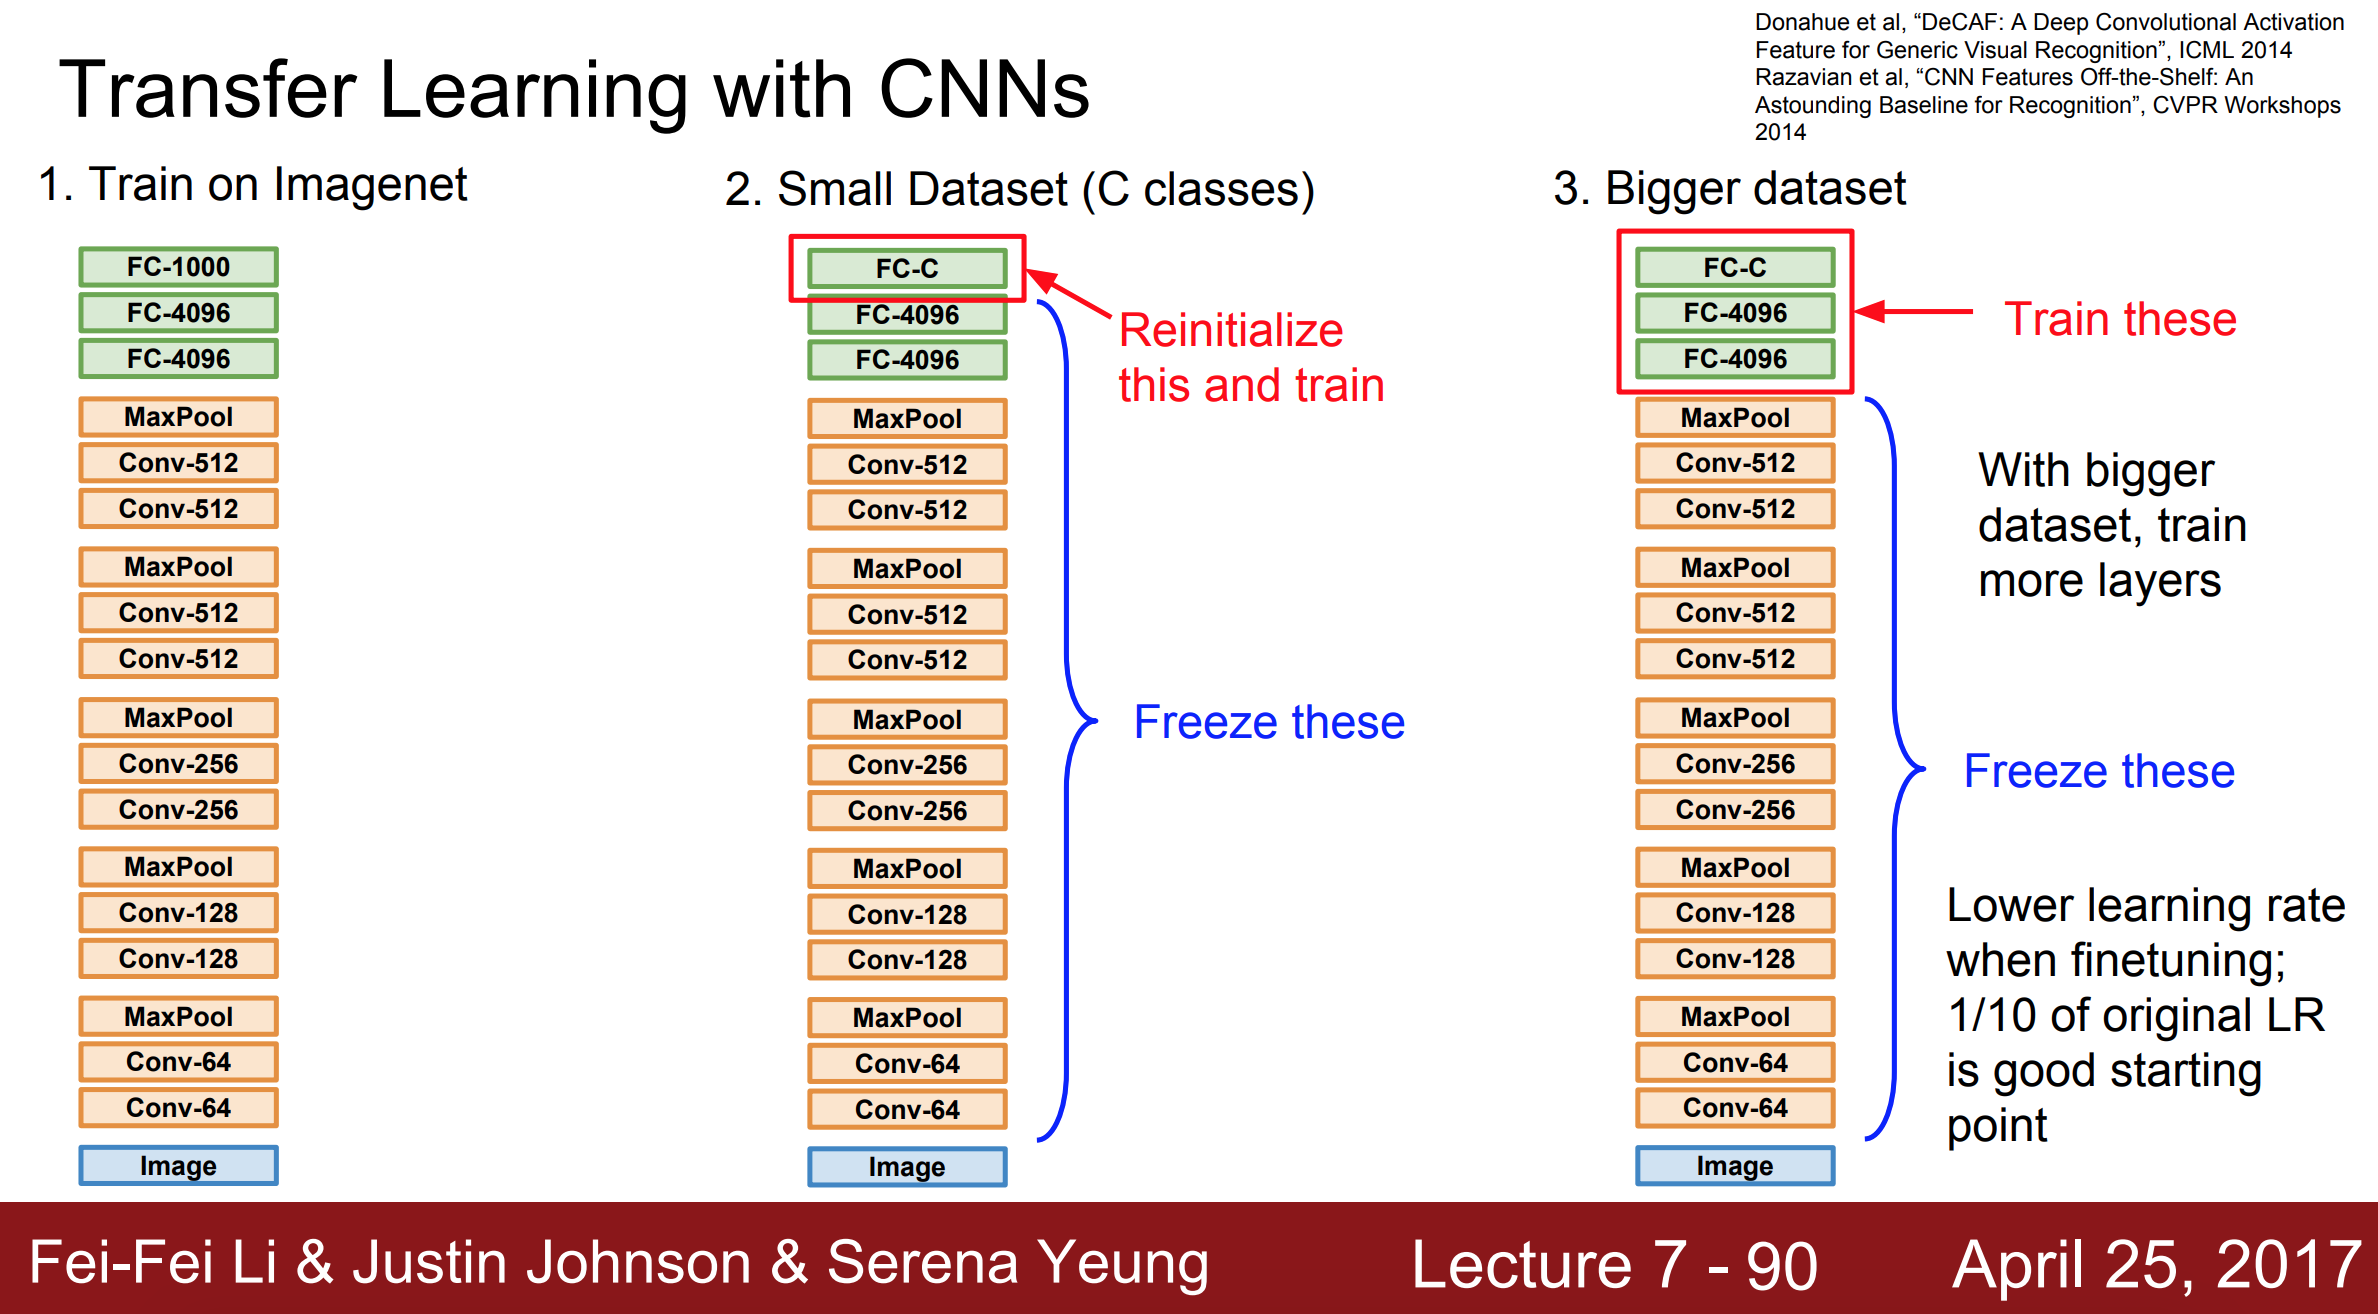 Transfer Learning with CNNs
Donahue et al, “DeCAF: A Deep Convolutional Activation
Feature for Generic Visual Recognition”, ICML 2014
Razavian et al, “CNN Features Off-the-Shelf: An
Astounding Baseline for Recognition”, CVPR Workshops
2014
1. Train on Imagenet
FC-1000
FC-4096
FC-4096
MaxPool
Conv-512
Conv-512
MaxPool
Conv-512
Conv-512
MaxPool
Conv-256
Conv-256
MaxPool
Conv-128
Conv-128
MaxPool
Conv-64
Conv-64
Image
2. Small Dataset (C classes)
FC-C
FC-4096
FC-4096
MaxPool
Conv-512
Conv-512
MaxPool
Conv-512
Conv-512
MaxPool
Conv-256
Conv-256
MaxPool
Conv-128
Conv-128
MaxPool
Conv-64
Conv-64
Image
Reinitialize
this and train
Freeze these
3. Bigger dataset
FC-C
FC-4096
FC-4096
MaxPool
Conv-512
Conv-512
MaxPool
Conv-512
Conv-512
MaxPool
Conv-256
Conv-256
MaxPool
Conv-128
Conv-128
MaxPool
Conv-64
Conv-64
Image
Train these
With bigger
dataset, train
more layers
Freeze these
Lower learning rate
when finetuning;
1/10 of original LR
is good starting
point
Fei-Fei Li & Justin Johnson & Serena Yeung
Lecture 7 - 90
April 25, 2017